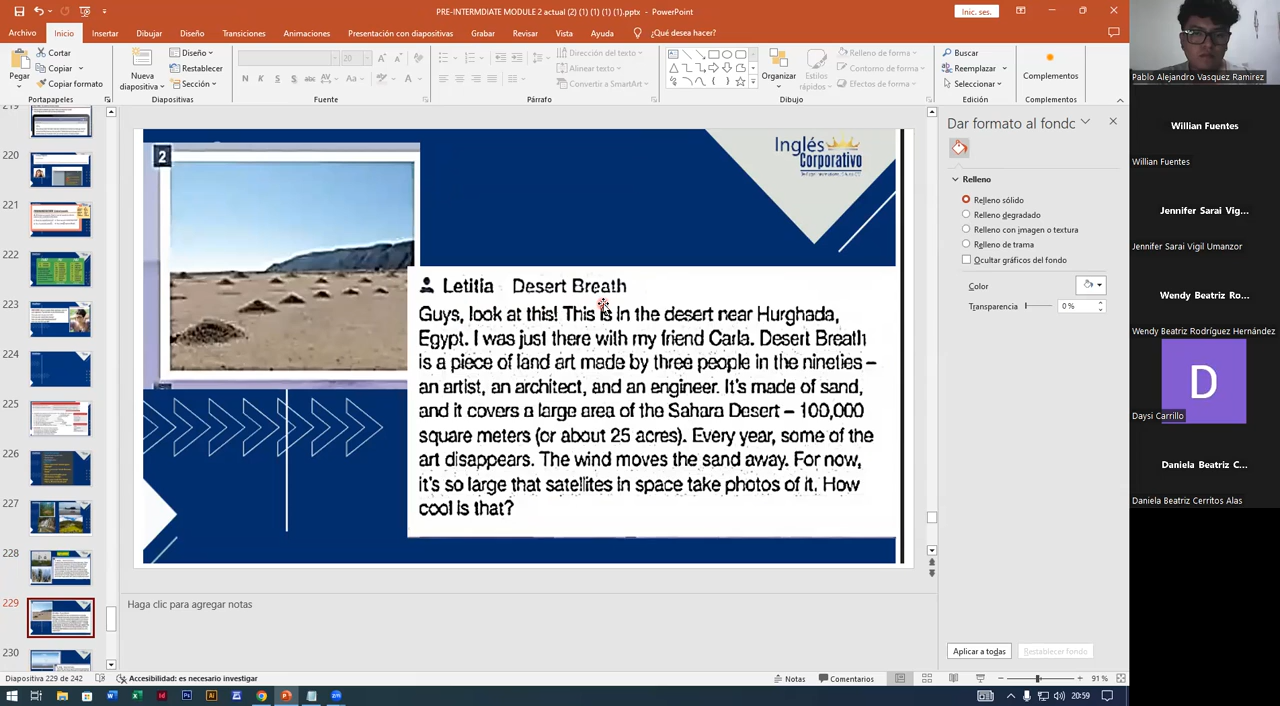 PRE-INTERMDIATE MODULE 2 actual (2) (1) (1) (1).pptx - PowerPoint
Inic. ses.
Archivo Inicio Insertar Dibujo Diseño Transiciones Animaciones Presentación con diapositivas Grabar Revisar Vista Ayuda ¿Qué desea hacer?
Pegar
Cortar
Copiar
Copiar formato
Portapapeles
Nueva diapositiva
Diseño
Restablecer
Sección
Diapositivas
20
N K S S abc AV Aa A
Fuente
Dirección del texto
Alinear texto
Convertir a SmartArt
Párrafo
Organizar
Estilos rápidos
Relleno de forma
Contorno de forma
Efectos de forma
Dibujo
Buscar
Reemplazar
Seleccionar
Edición
Complementos
Complementos
220
221
222
223
224
225
226
227
228
229
230
2
Inglés
Corporativo
Letitia Desert Breath
Guys, look at this! This is in the desert near Hurghada,
Egypt. I was just there with my friend Carla. Desert Breath
is a piece of land art made by three people in the nineties –
an artist, an architect, and an engineer. It's made of sand,
and it covers a large area of the Sahara Desert – 100,000
square meters (or about 25 acres). Every year, some of the
art disappears. The wind moves the sand away. For now,
it's so large that satellites in space take photos of it. How
cool is that?
Haga clic para agregar notas
Dar formato al fondo
Relleno
Relleno sólido
Relleno degradado
Relleno con imagen o textura
Relleno de trama
Ocultar gráficos del fondo
Color
Transparencia 0 %
Aplicar a todas
Restablecer fondo
Pablo Alejandro Vasquez Ramirez
Willian Fuentes
Willian Fuentes
Jennifer Sarai Vig...
Jennifer Sarai Vigil Umanzor
Wendy Beatriz Ro...
Wendy Beatriz Rodríguez Hernández
D
Daysi Carrillo
Daniela Beatriz C...
Daniela Beatriz Cerritos Alas
Diapositiva 229 de 242
Accesibilidad: es necesario investigar
Notas
Comentarios
91 %
20:59